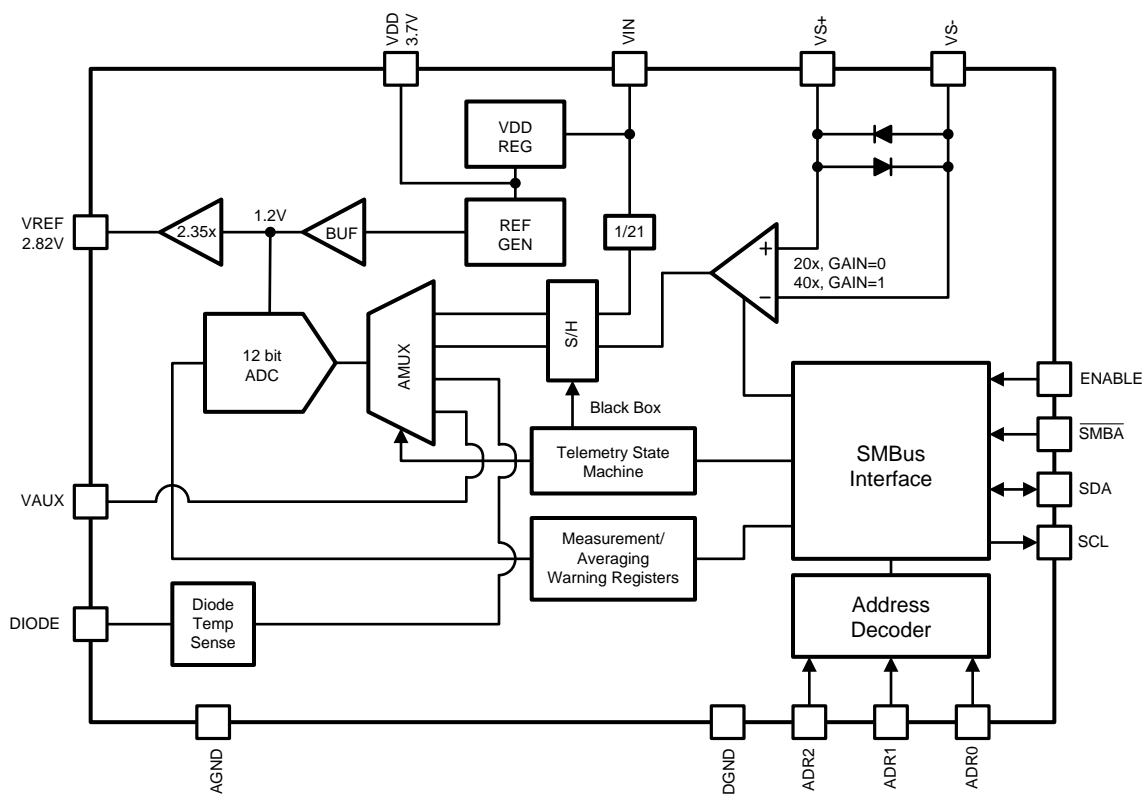 VDD
3.7V
VIN
VS+
VS-
VDD
REG
VREF
2.82V
2.35x
1.2V
BUF
REF
GEN
1/21
+
20x, GAIN=0
40x, GAIN=1
−
12 bit
ADC
AMUX
S/H
Black Box
Telemetry State
Machine
SMBus
Interface
ENABLE
SMBA
SDA
SCL
VAUX
Measurement/
Averaging
Warning Registers
DIODE
Diode
Temp
Sense
Address
Decoder
AGND
DGND
ADR2
ADR1
ADR0